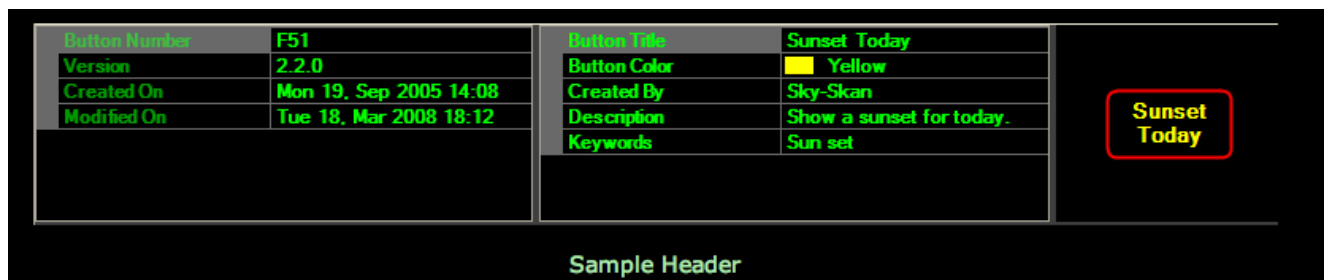 Button Number F51
Version 2.2.0
Created On Mon 19, Sep 2005 14:08
Modified On Tue 18, Mar 2008 18:12
Button Title Sunset Today
Button Color Yellow
Created By Sky-Skan
Description Show a sunset for today.
Keywords Sun set
Sunset
Today
Sample Header